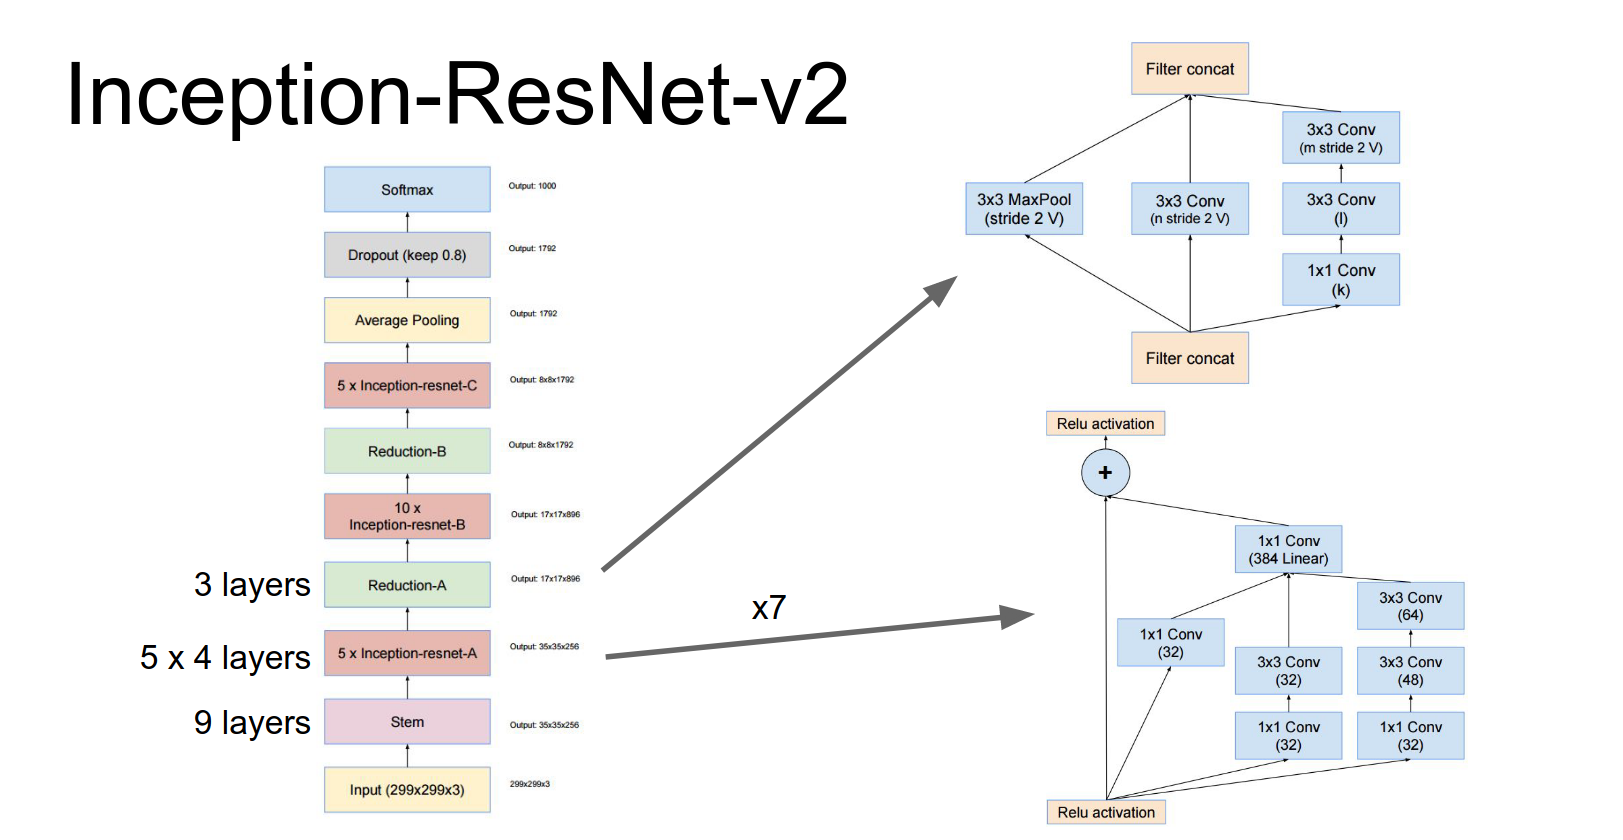 Inception-ResNet-v2
Softmax
Output: 1000
Dropout (keep 0.8)
Output: 1792
Average Pooling
Output: 1792
5 x Inception-resnet-C
Output: 8x8x1792
Reduction-B
Output: 8x8x1792
10 x
Inception-resnet-B
Output: 17x17x896
3 layers
Reduction-A
Output: 17x17x896
5 x 4 layers
5 x Inception-resnet-A
Output: 35x35x256
9 layers
Stem
Output: 35x35x256
Input (299x299x3)
299x299x3
x7
Filter concat
3x3 Conv
(m stride 2 V)
3x3 MaxPool
(stride 2 V)
3x3 Conv
(n stride 2 V)
3x3 Conv
(l)
1x1 Conv
(k)
Filter concat
Relu activation
+
1x1 Conv
(384 Linear)
3x3 Conv
(64)
1x1 Conv
(32)
3x3 Conv
(32)
3x3 Conv
(48)
1x1 Conv
(32)
1x1 Conv
(32)
Relu activation